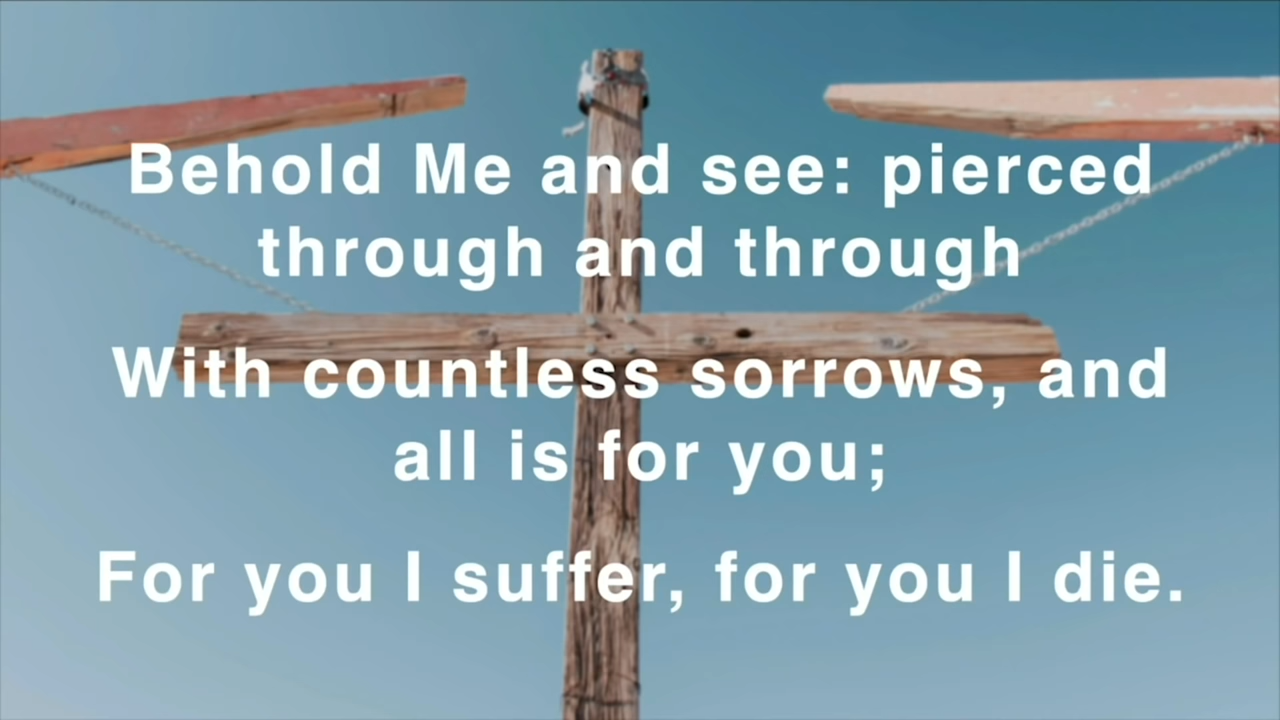 Behold Me and see: pierced
through and through
With countless sorrows, and
all is for you;
For you I suffer, for you I die.